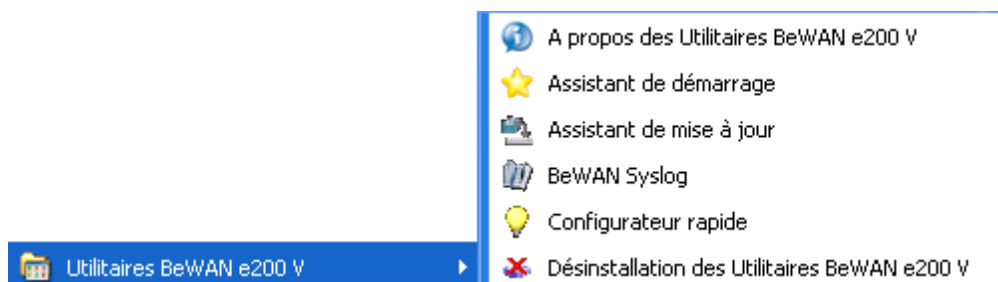 A propos des Utilitaires BeWAN e200 V
Assistant de démarrage
Assistant de mise à jour
BeWAN Syslog
Configurateur rapide
Utilitaires BeWAN e200 V
Désinstallation des Utilitaires BeWAN e200 V